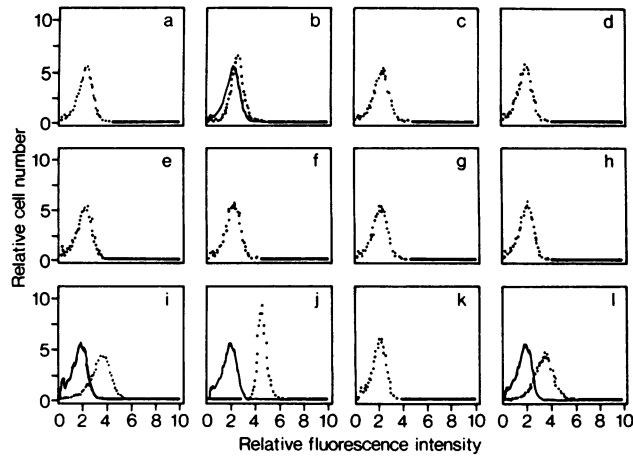 a b c d
10
5
0
e f g h
10
5
0
i j k l
10
5
0
0 2 4 6 8 10 0 2 4 6 8 10 0 2 4 6 8 10 0 2 4 6 8 10
Relative cell number
Relative fluorescence intensity